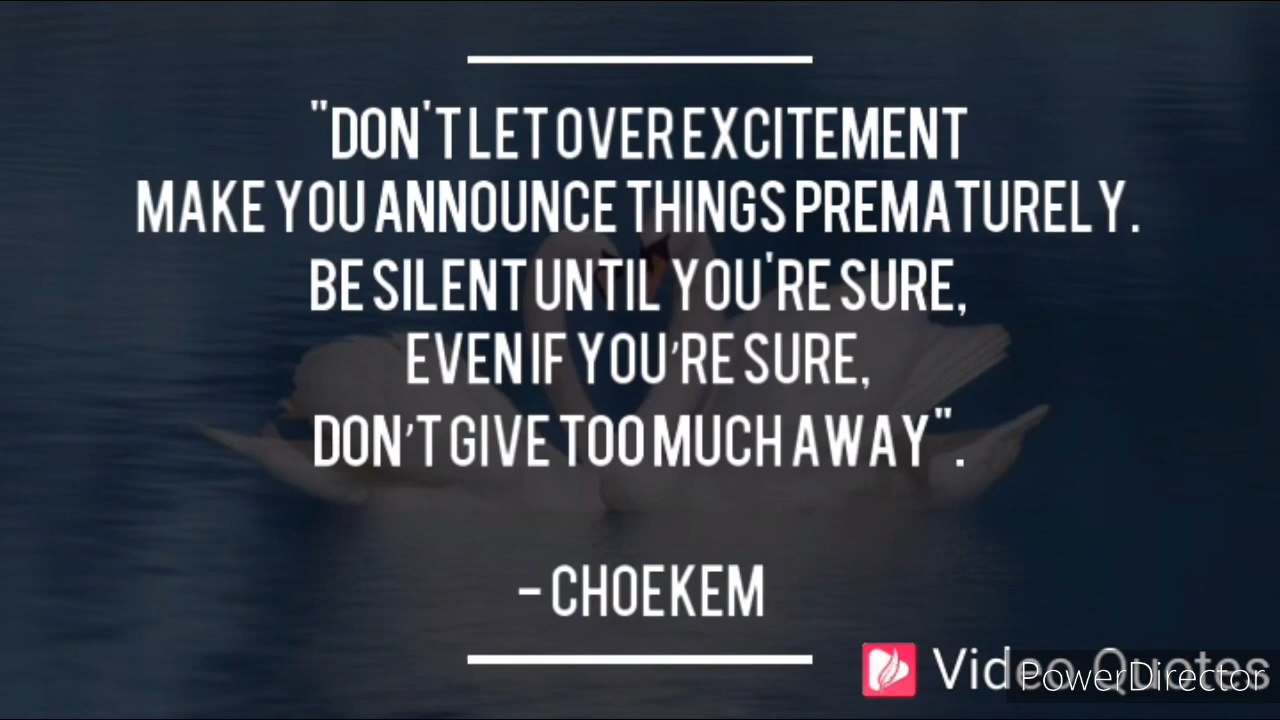 "DON'T LET OVER EXCITEMENT
MAKE YOU ANNOUNCE THINGS PREMATURELY.
BE SILENT UNTIL YOU'RE SURE,
EVEN IF YOU'RE SURE,
DON'T GIVE TOO MUCH AWAY".
- CHOEKEM
Video Quotes
PowerDirector